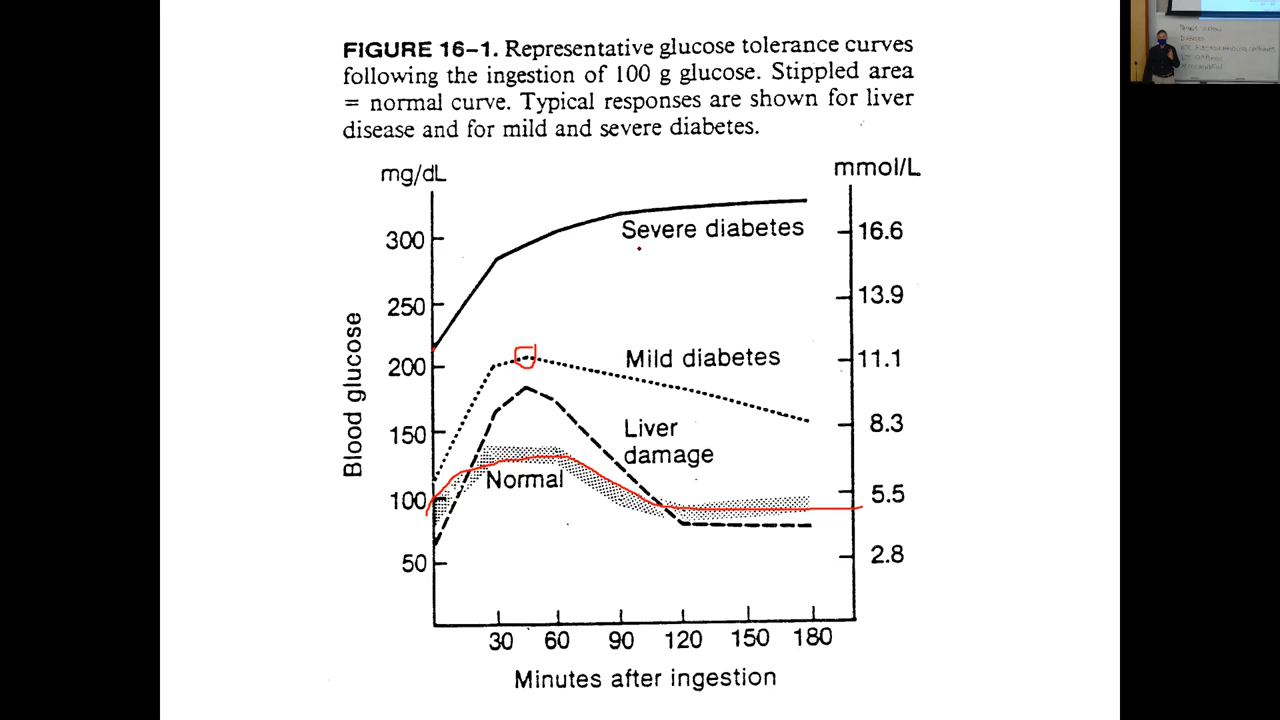 FIGURE 16-1. Representative glucose tolerance curves
following the ingestion of 100 g glucose. Stippled area
= normal curve. Typical responses are shown for liver
disease and for mild and severe diabetes.
mg/dL
mmol/L
Severe diabetes
300
16.6
250
13.9
Mild diabetes
200
11.1
Liver
damage
150
8.3
Normal
100
5.5
50
2.8
Blood glucose
30 60 90 120 150 180
Minutes after ingestion